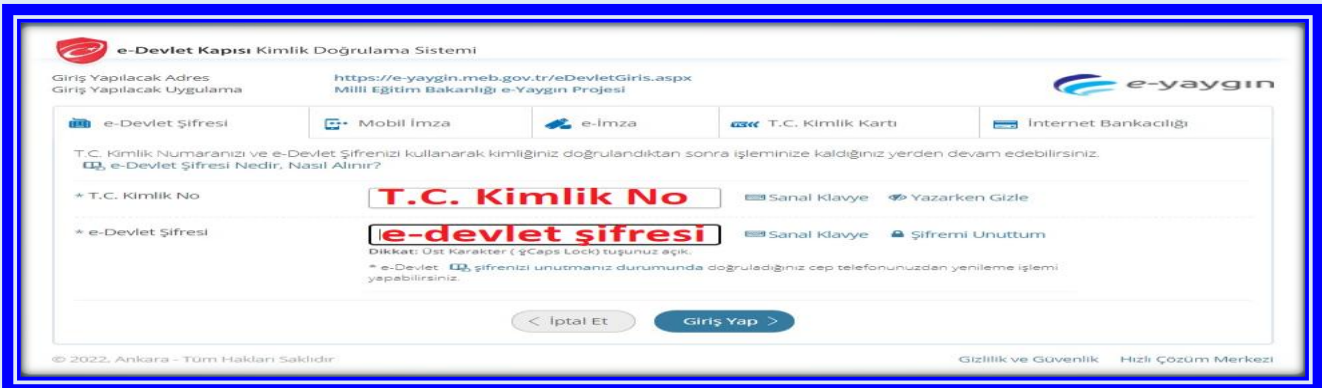 e-Devlet Kapısı Kimlik Doğrulama Sistemi
Giriş Yapılacak Adres https://e-yaygin.meb.gov.tr/eDevletGiris.aspx
Giriş Yapılacak Uygulama Milli Eğitim Bakanlığı e-Yaygın Projesi
e-yaygın
e-Devlet Şifresi Mobil İmza e-İmza T.C. Kimlik Kartı İnternet Bankacılığı
T.C. Kimlik Numaranızı ve e-Devlet Şifrenizi kullanarak kimliğiniz doğrulandıktan sonra işleminize kaldığınız yerden devam edebilirsiniz.
e-Devlet Şifresi Nedir, Nasıl Alınır?
* T.C. Kimlik No T.C. Kimlik No Sanal Klavye Yazarken Gizle
* e-Devlet Şifresi e-devlet şifresi Sanal Klavye Şifremi Unuttum
Dikkat: Üst Karakter ( Caps Lock) tuşunuz açık.
* e-Devlet şifrenizi unutmanız durumunda doğruladığınız cep telefonunuzdan yenileme işlemi
yapabilirsiniz.
< İptal Et Giriş Yap >
© 2022, Ankara - Tüm Hakları Saklıdır Gizlilik ve Güvenlik Hızlı Çözüm Merkezi